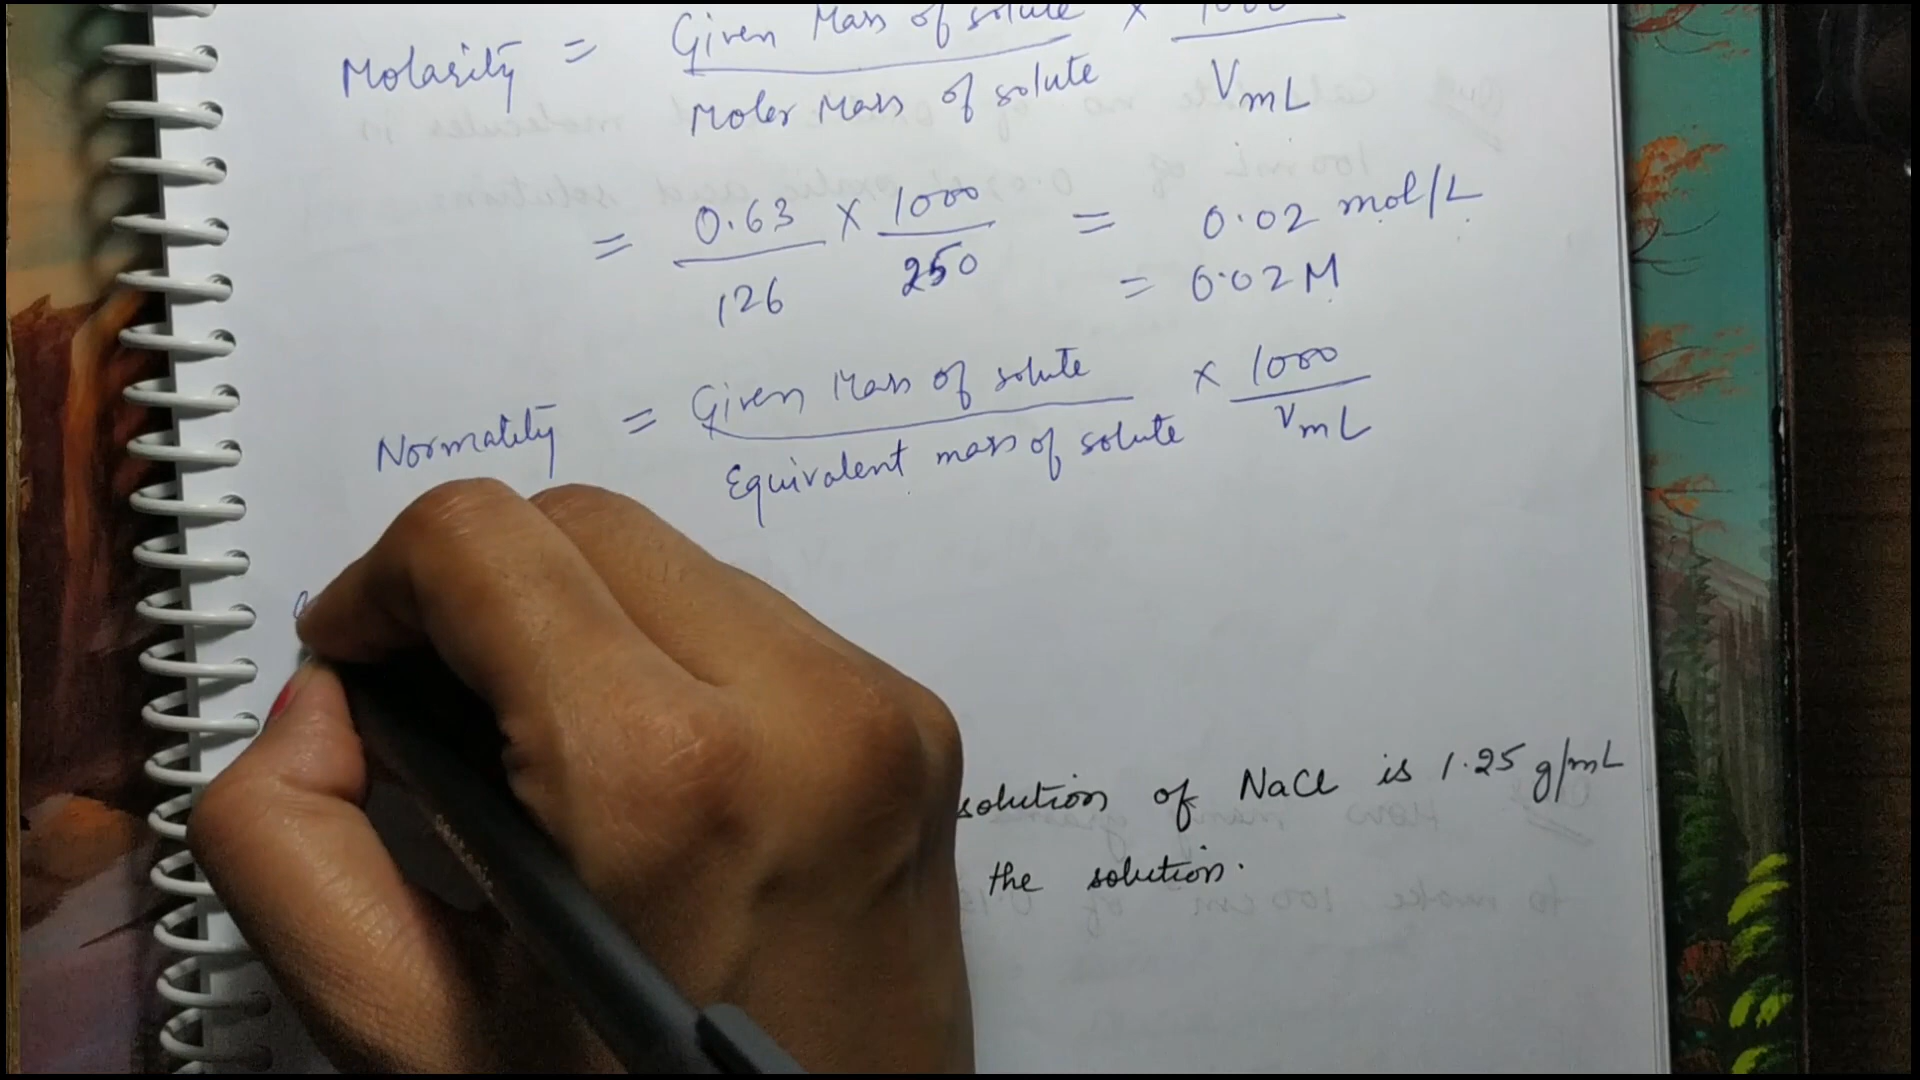 Molarity = Given Mass of solute × 1000
Molar Mass of solute VmL
= 0.63 × 1000 = 0.02 mol/L
126 250 = 0.02 M
Normality = Given Mass of solute × 1000
Equivalent mass of solute VmL
solution of NaCl is 1.25 g/mL
the solution.